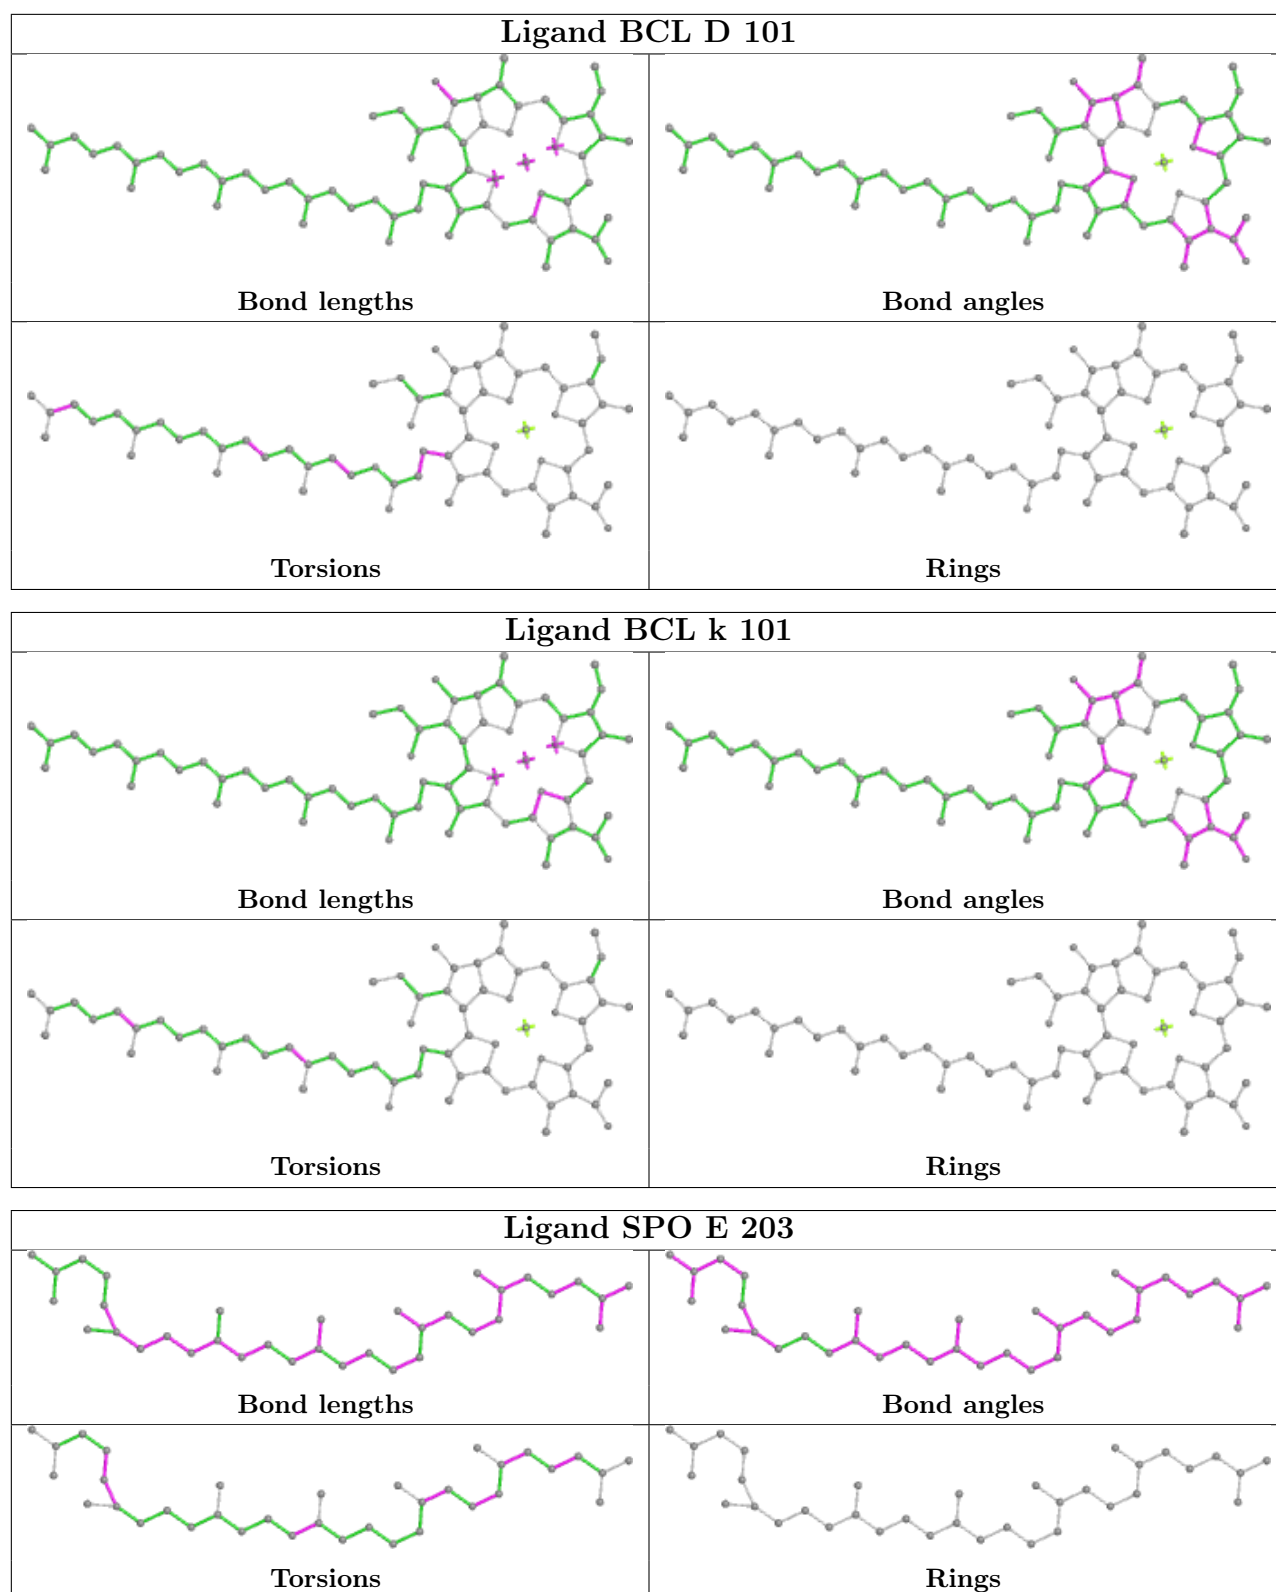 Ligand BCL D 101
Bond lengths
Bond angles
Torsions
Rings
Ligand BCL k 101
Bond lengths
Bond angles
Torsions
Rings
Ligand SPO E 203
Bond lengths
Bond angles
Torsions
Rings